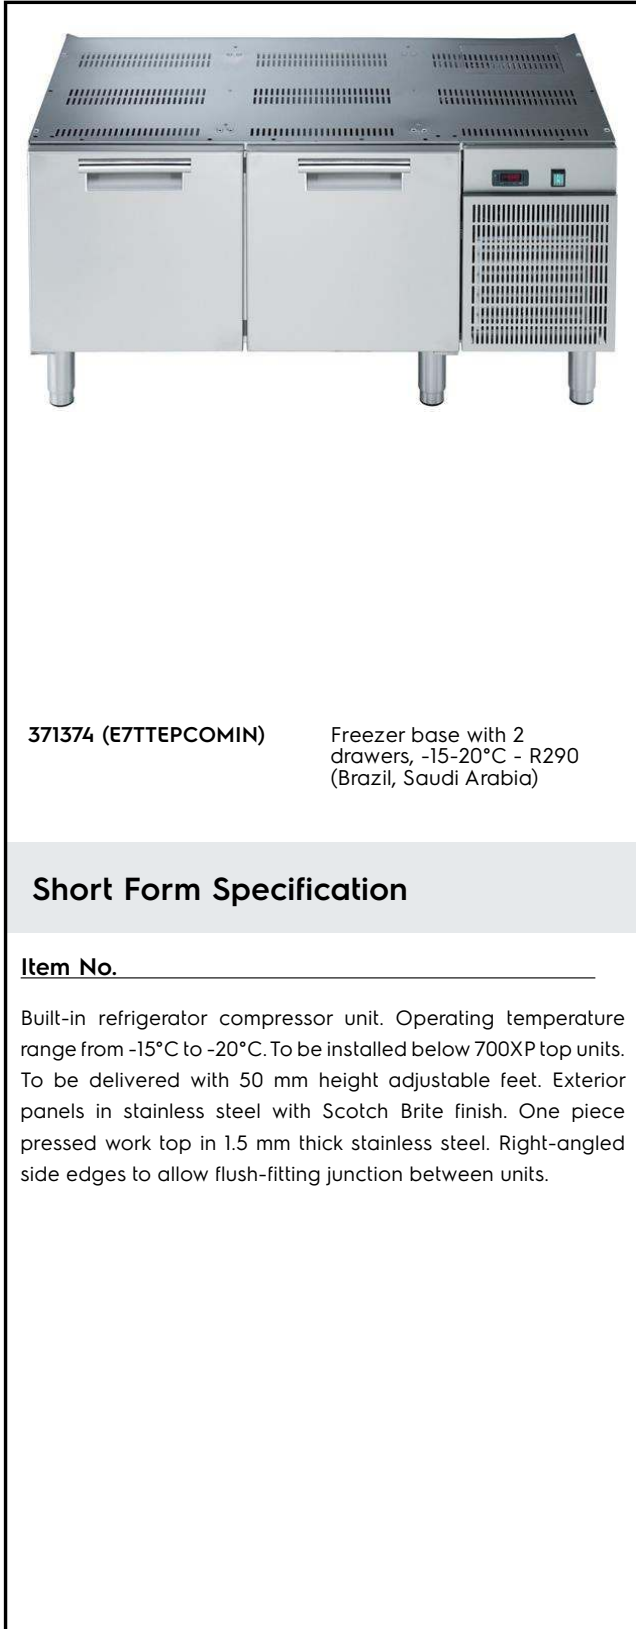 371374 (E7TTEPCOMIN)
Freezer base with 2
drawers, -15-20°C - R290
(Brazil, Saudi Arabia)
Short Form Specification
Item No.
Built-in refrigerator compressor unit. Operating temperature
range from -15°C to -20°C. To be installed below 700XP top units.
To be delivered with 50 mm height adjustable feet. Exterior
panels in stainless steel with Scotch Brite finish. One piece
pressed work top in 1.5 mm thick stainless steel. Right-angled
side edges to allow flush-fitting junction between units.